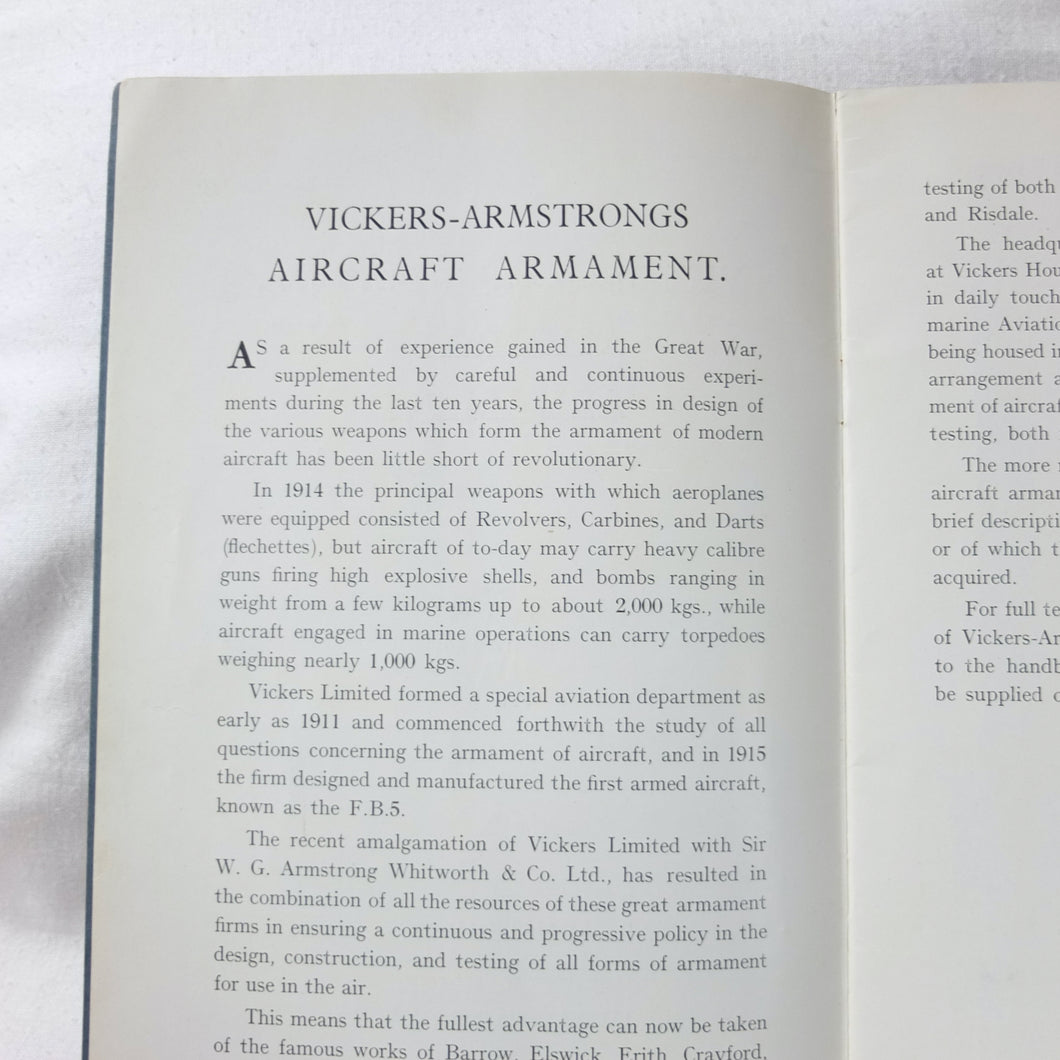 VICKERS-ARMSTRONGS
AIRCRAFT ARMAMENT.
AS a result of experience gained in the Great War,
supplemented by careful and continuous experi-
ments during the last ten years, the progress in design of
the various weapons which form the armament of modern
aircraft has been little short of revolutionary.
In 1914 the principal weapons with which aeroplanes
were equipped consisted of Revolvers, Carbines, and Darts
(flechettes), but aircraft of to-day may carry heavy calibre
guns firing high explosive shells, and bombs ranging in
weight from a few kilograms up to about 2,000 kgs., while
aircraft engaged in marine operations can carry torpedoes
weighing nearly 1,000 kgs.
Vickers Limited formed a special aviation department as
early as 1911 and commenced forthwith the study of all
questions concerning the armament of aircraft, and in 1915
the firm designed and manufactured the first armed aircraft,
known as the F.B.5.
The recent amalgamation of Vickers Limited with Sir
W. G. Armstrong Whitworth & Co. Ltd., has resulted in
the combination of all the resources of these great armament
firms in ensuring a continuous and progressive policy in the
design, construction, and testing of all forms of armament
for use in the air.
This means that the fullest advantage can now be taken
of the famous works of Barrow, Elswick, Erith, Crayford,
testing of both
and Risdale.
The
at Vickers
in daily touch
marine
being housed
arrangement
ment of
testing, both
The more
aircraft
brief
or of which
acquired.
For full
of
to the
be supplied